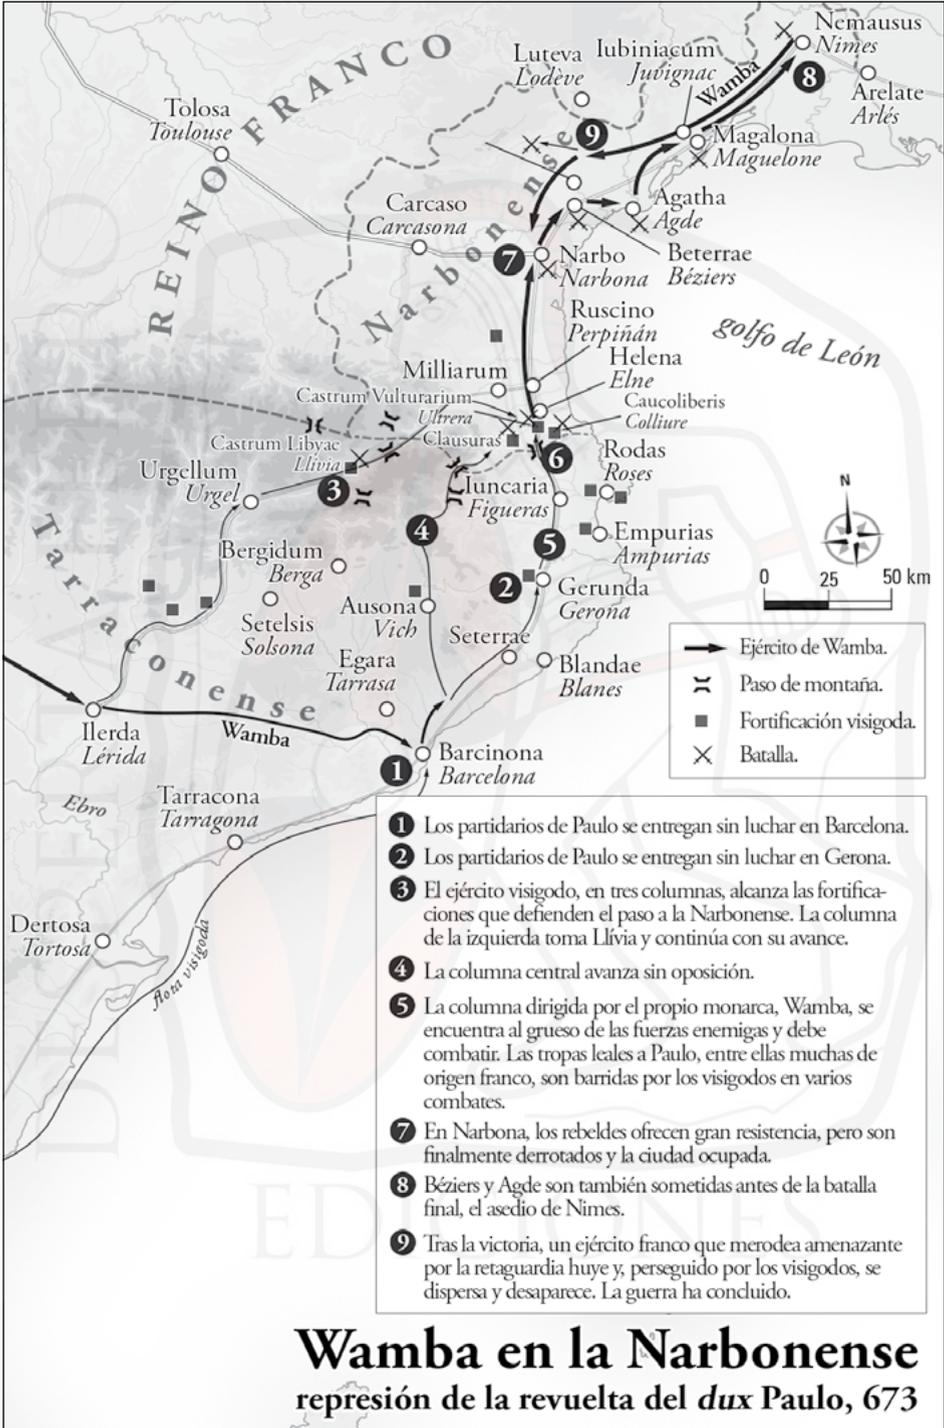 REINO FRANCO
Narbonense
Tarraconense
Nemausus
Nimes
Luteva
Lodève
Iubiniacum
Juvignac
Wamba
8
Arelate
Arlés
Tolosa
Toulouse
9
Magalona
Maguelone
Carcaso
Carcasona
Agatha
Agde
7
Narbo
Narbona
Beterrae
Béziers
Ruscino
Perpiñán
golfo de León
Helena
Elne
Milliarum
Castrum Vulturarium
Ultrera
Caucoliberis
Colliure
Clausuras
Castrum Libyac
Llívia
6
Rodas
Roses
Urgellum
Urgel
3
Iuncaria
Figueras
4
5
Empurias
Ampurias
N
Bergidum
Berga
2
Gerunda
Gerona
0 25 50 km
Setelsis
Solsona
Ausona
Vich
Seterrae
Egara
Tarrasa
Blandae
Blanes
Ejército de Wamba.
Paso de montaña.
Fortificación visigoda.
Batalla.
Ilerda
Lérida
Wamba
1
Barcinona
Barcelona
Ebro
Tarracona
Tarragona
Dertosa
Tortosa
flota visigoda
1 Los partidarios de Paulo se entregan sin luchar en Barcelona.
2 Los partidarios de Paulo se entregan sin luchar en Gerona.
3 El ejército visigodo, en tres columnas, alcanza las fortifica-
ciones que defienden el paso a la Narbonense. La columna
de la izquierda toma Llívia y continúa con su avance.
4 La columna central avanza sin oposición.
5 La columna dirigida por el propio monarca, Wamba, se
encuentra al grueso de las fuerzas enemigas y debe
combatir. Las tropas leales a Paulo, entre ellas muchas de
origen franco, son barridas por los visigodos en varios
combates.
7 En Narbona, los rebeldes ofrecen gran resistencia, pero son
finalmente derrotados y la ciudad ocupada.
8 Béziers y Agde son también sometidas antes de la batalla
final, el asedio de Nimes.
9 Tras la victoria, un ejército franco que merodea amenazante
por la retaguardia huye y, perseguido por los visigodos, se
dispersa y desaparece. La guerra ha concluido.
EDICIONES
Wamba en la Narbonense
represión de la revuelta del dux Paulo, 673